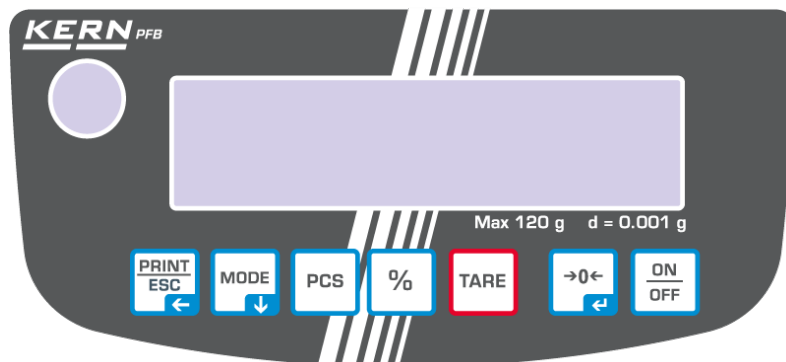 KERN PFB
Max 120 g d = 0.001 g
PRINT
ESC
←
MODE
↓
PCS
%
TARE
→0←
↵
ON
OFF